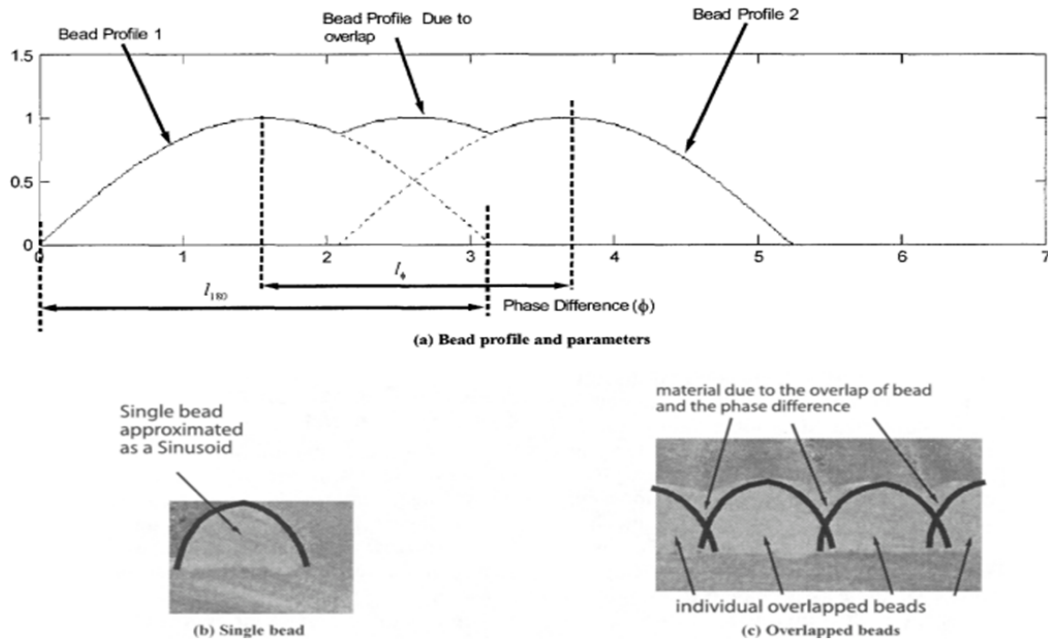 Bead Profile 1
Bead Profile Due to
overlap
Bead Profile 2
1.5
1
0.5
0
0 1 2 3 4 5 6 7
lϕ
l180
Phase Difference (ϕ)
(a) Bead profile and parameters
Single bead
approximated
as a Sinusoid
(b) Single bead
material due to the overlap of bead
and the phase difference
individual overlapped beads
(c) Overlapped beads